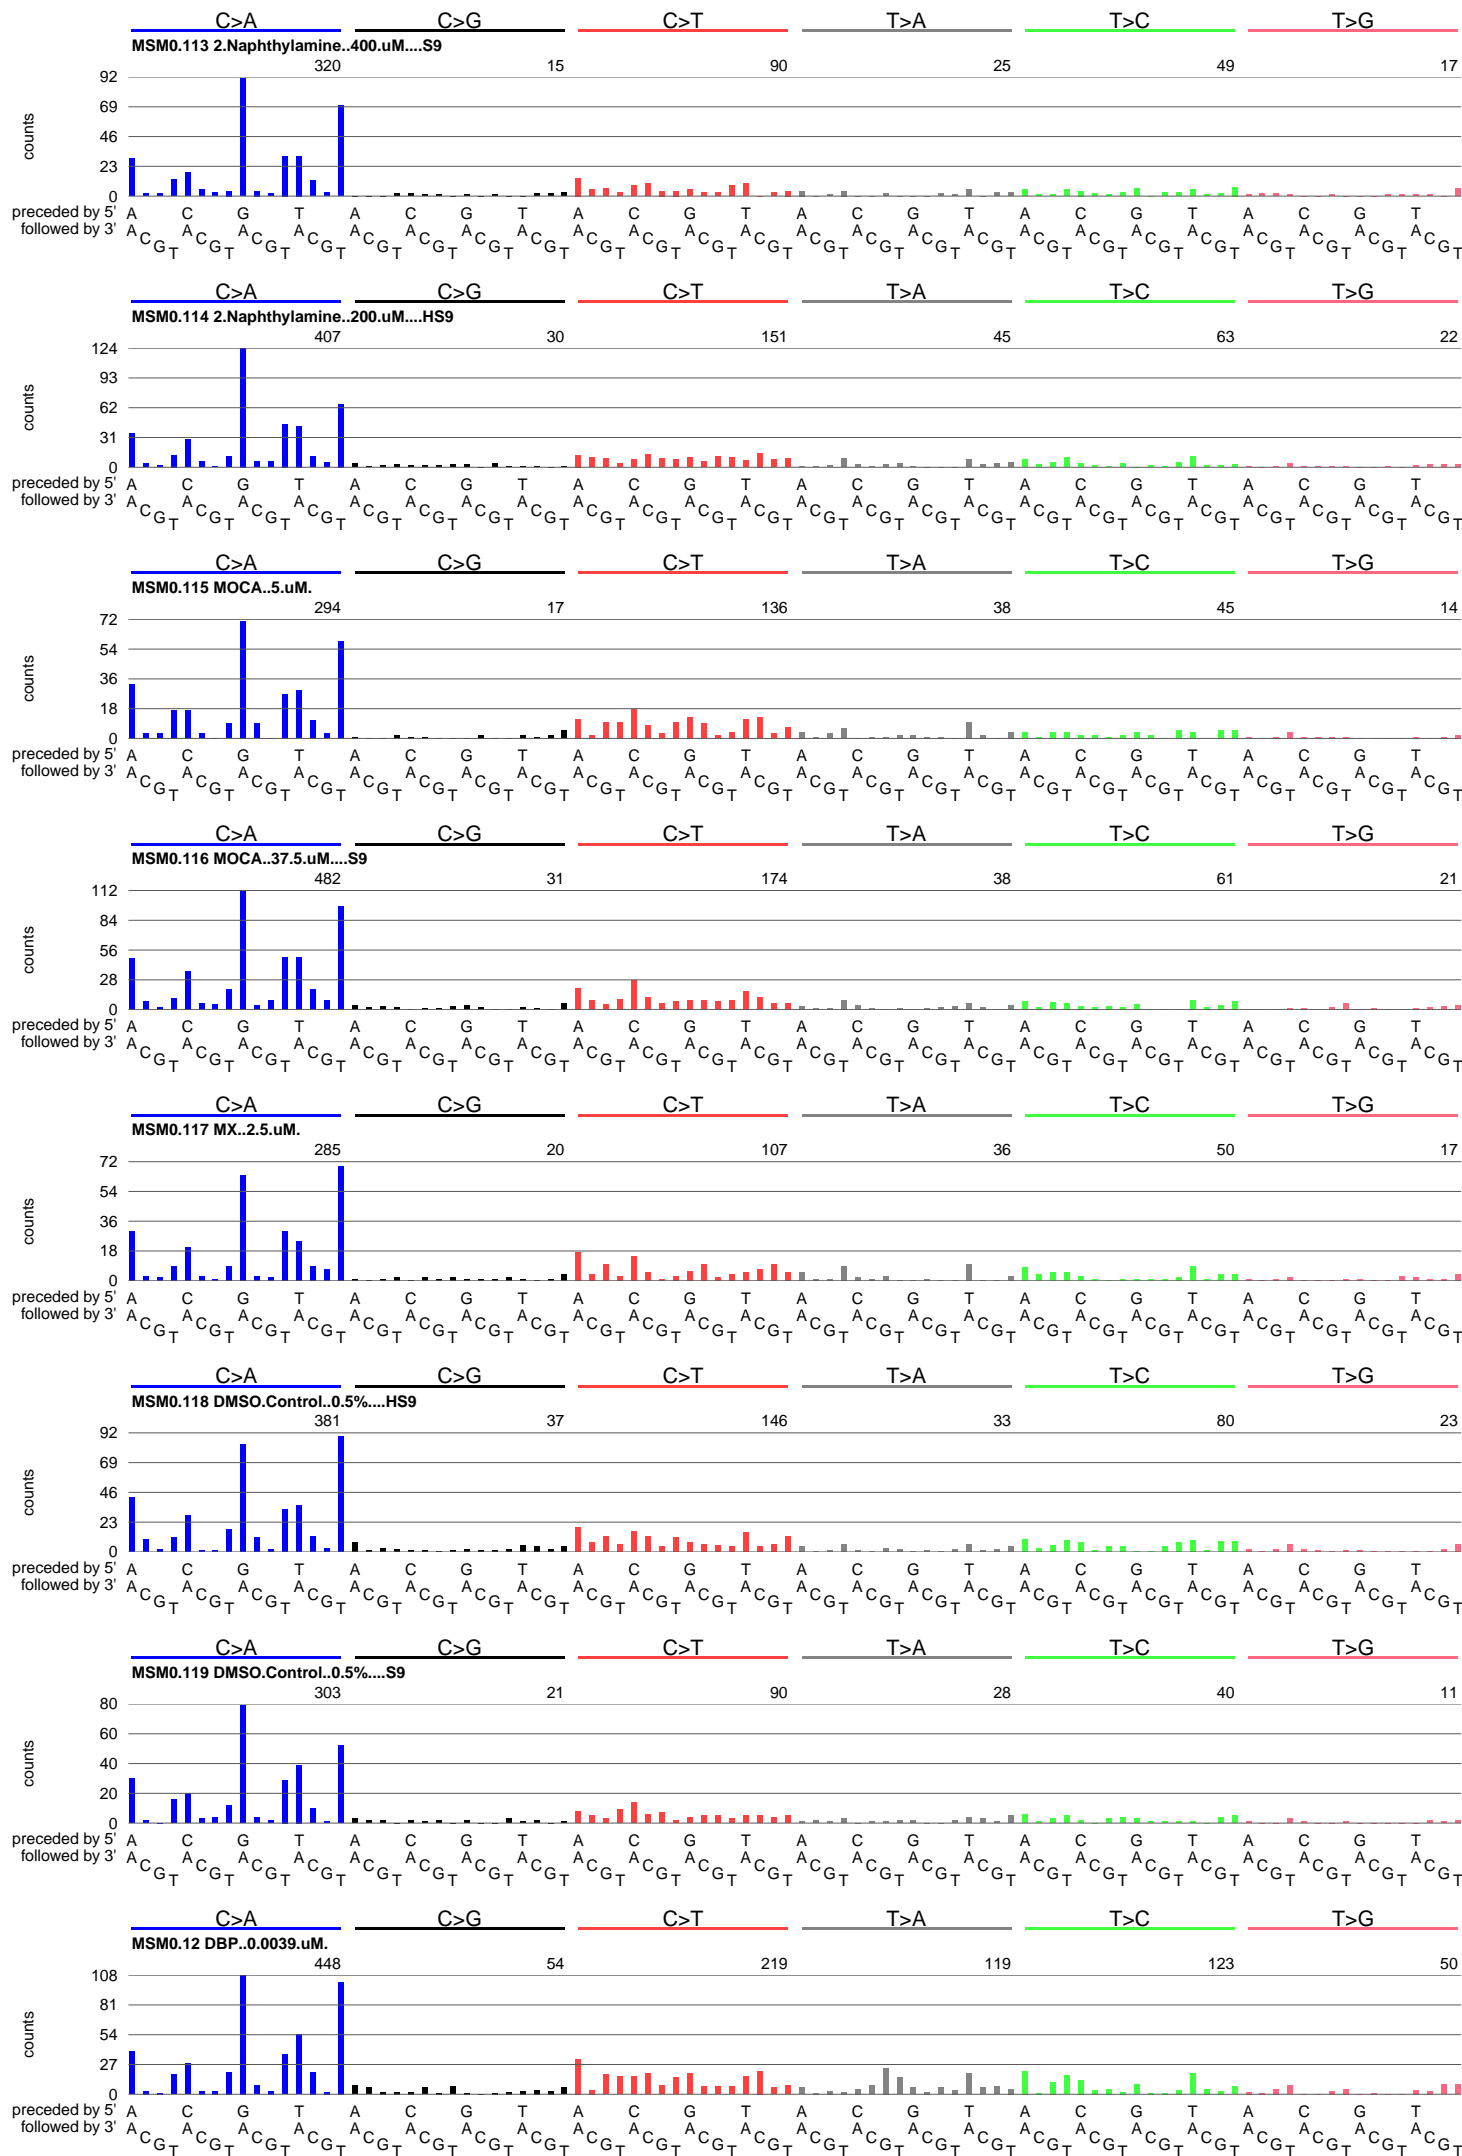 C>A C>G C>T T>A T>C T>G
MSM0.113 2.Naphthylamine..400.uM....S9
320 15 90 25 49 17
92
69
46
23
0
counts
preceded by 5' A C G T A C G T A C G T A C G T A C G T A C G T
followed by 3' A C G T A C G T A C G T A C G T A C G T A C G T A C G T A C G T A C G T A C G T A C G T A C G T A C G T A C G T A C G T A C G T A C G T A C G T A C G T A C G T A C G T A C G T A C G T A C G T
C>A C>G C>T T>A T>C T>G
MSM0.114 2.Naphthylamine..200.uM....HS9
407 30 151 45 63 22
124
93
62
31
0
counts
preceded by 5' A C G T A C G T A C G T A C G T A C G T A C G T
followed by 3' A C G T A C G T A C G T A C G T A C G T A C G T A C G T A C G T A C G T A C G T A C G T A C G T A C G T A C G T A C G T A C G T A C G T A C G T A C G T A C G T A C G T A C G T A C G T A C G T
C>A C>G C>T T>A T>C T>G
MSM0.115 MOCA..5.uM.
294 17 136 38 45 14
72
54
36
18
0
counts
preceded by 5' A C G T A C G T A C G T A C G T A C G T A C G T
followed by 3' A C G T A C G T A C G T A C G T A C G T A C G T A C G T A C G T A C G T A C G T A C G T A C G T A C G T A C G T A C G T A C G T A C G T A C G T A C G T A C G T A C G T A C G T A C G T A C G T
C>A C>G C>T T>A T>C T>G
MSM0.116 MOCA..37.5.uM....S9
482 31 174 38 61 21
112
84
56
28
0
counts
preceded by 5' A C G T A C G T A C G T A C G T A C G T A C G T
followed by 3' A C G T A C G T A C G T A C G T A C G T A C G T A C G T A C G T A C G T A C G T A C G T A C G T A C G T A C G T A C G T A C G T A C G T A C G T A C G T A C G T A C G T A C G T A C G T A C G T
C>A C>G C>T T>A T>C T>G
MSM0.117 MX..2.5.uM.
285 20 107 36 50 17
72
54
36
18
0
counts
preceded by 5' A C G T A C G T A C G T A C G T A C G T A C G T
followed by 3' A C G T A C G T A C G T A C G T A C G T A C G T A C G T A C G T A C G T A C G T A C G T A C G T A C G T A C G T A C G T A C G T A C G T A C G T A C G T A C G T A C G T A C G T A C G T A C G T
C>A C>G C>T T>A T>C T>G
MSM0.118 DMSO.Control..0.5%....HS9
381 37 146 33 80 23
92
69
46
23
0
counts
preceded by 5' A C G T A C G T A C G T A C G T A C G T A C G T
followed by 3' A C G T A C G T A C G T A C G T A C G T A C G T A C G T A C G T A C G T A C G T A C G T A C G T A C G T A C G T A C G T A C G T A C G T A C G T A C G T A C G T A C G T A C G T A C G T A C G T
C>A C>G C>T T>A T>C T>G
MSM0.119 DMSO.Control..0.5%....S9
303 21 90 28 40 11
80
60
40
20
0
counts
preceded by 5' A C G T A C G T A C G T A C G T A C G T A C G T
followed by 3' A C G T A C G T A C G T A C G T A C G T A C G T A C G T A C G T A C G T A C G T A C G T A C G T A C G T A C G T A C G T A C G T A C G T A C G T A C G T A C G T A C G T A C G T A C G T A C G T
C>A C>G C>T T>A T>C T>G
MSM0.12 DBP..0.0039.uM.
448 54 219 119 123 50
108
81
54
27
0
counts
preceded by 5' A C G T A C G T A C G T A C G T A C G T A C G T
followed by 3' A C G T A C G T A C G T A C G T A C G T A C G T A C G T A C G T A C G T A C G T A C G T A C G T A C G T A C G T A C G T A C G T A C G T A C G T A C G T A C G T A C G T A C G T A C G T A C G T